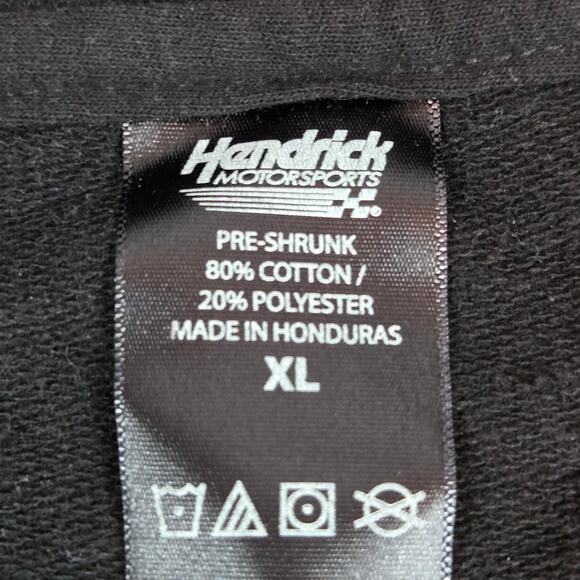 Hendrick
MOTORSPORTS
®
PRE-SHRUNK
80% COTTON /
20% POLYESTER
MADE IN HONDURAS
XL